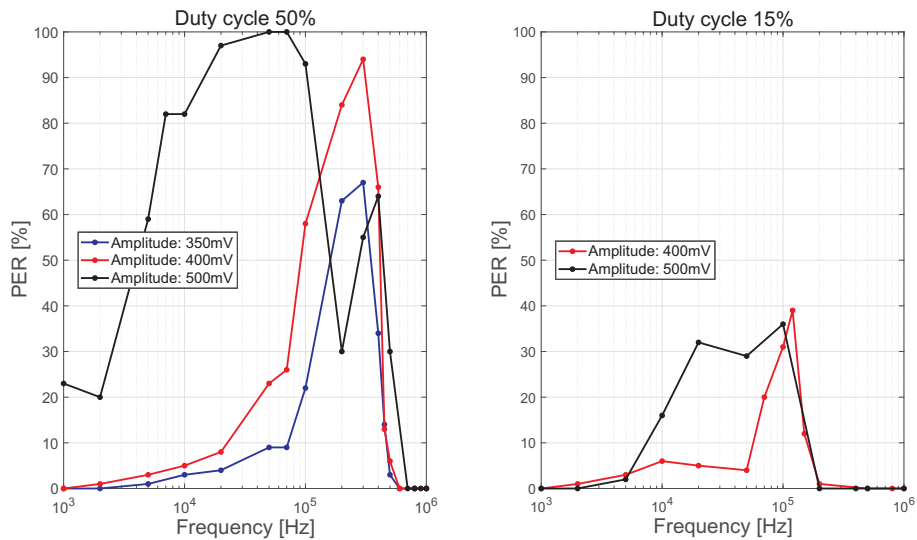 Duty cycle 50%
100
90
80
70
60
50
40
30
20
10
0
PER [%]
Amplitude: 350mV
Amplitude: 400mV
Amplitude: 500mV
10^3
10^4
10^5
10^6
Frequency [Hz]
Duty cycle 15%
100
90
80
70
60
50
40
30
20
10
0
PER [%]
Amplitude: 400mV
Amplitude: 500mV
10^3
10^4
10^5
10^6
Frequency [Hz]